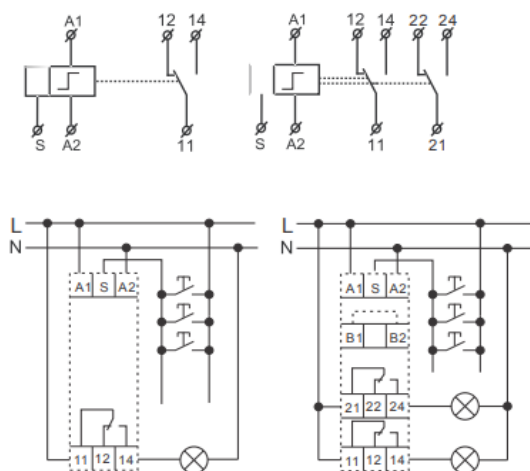 A1 12 14 A1 12 14 22 24
S A2 11 S A2 11 21
L L
N N
A1 S A2 A1 S A2
B1 B2
21 22 24
11 12 14 11 12 14